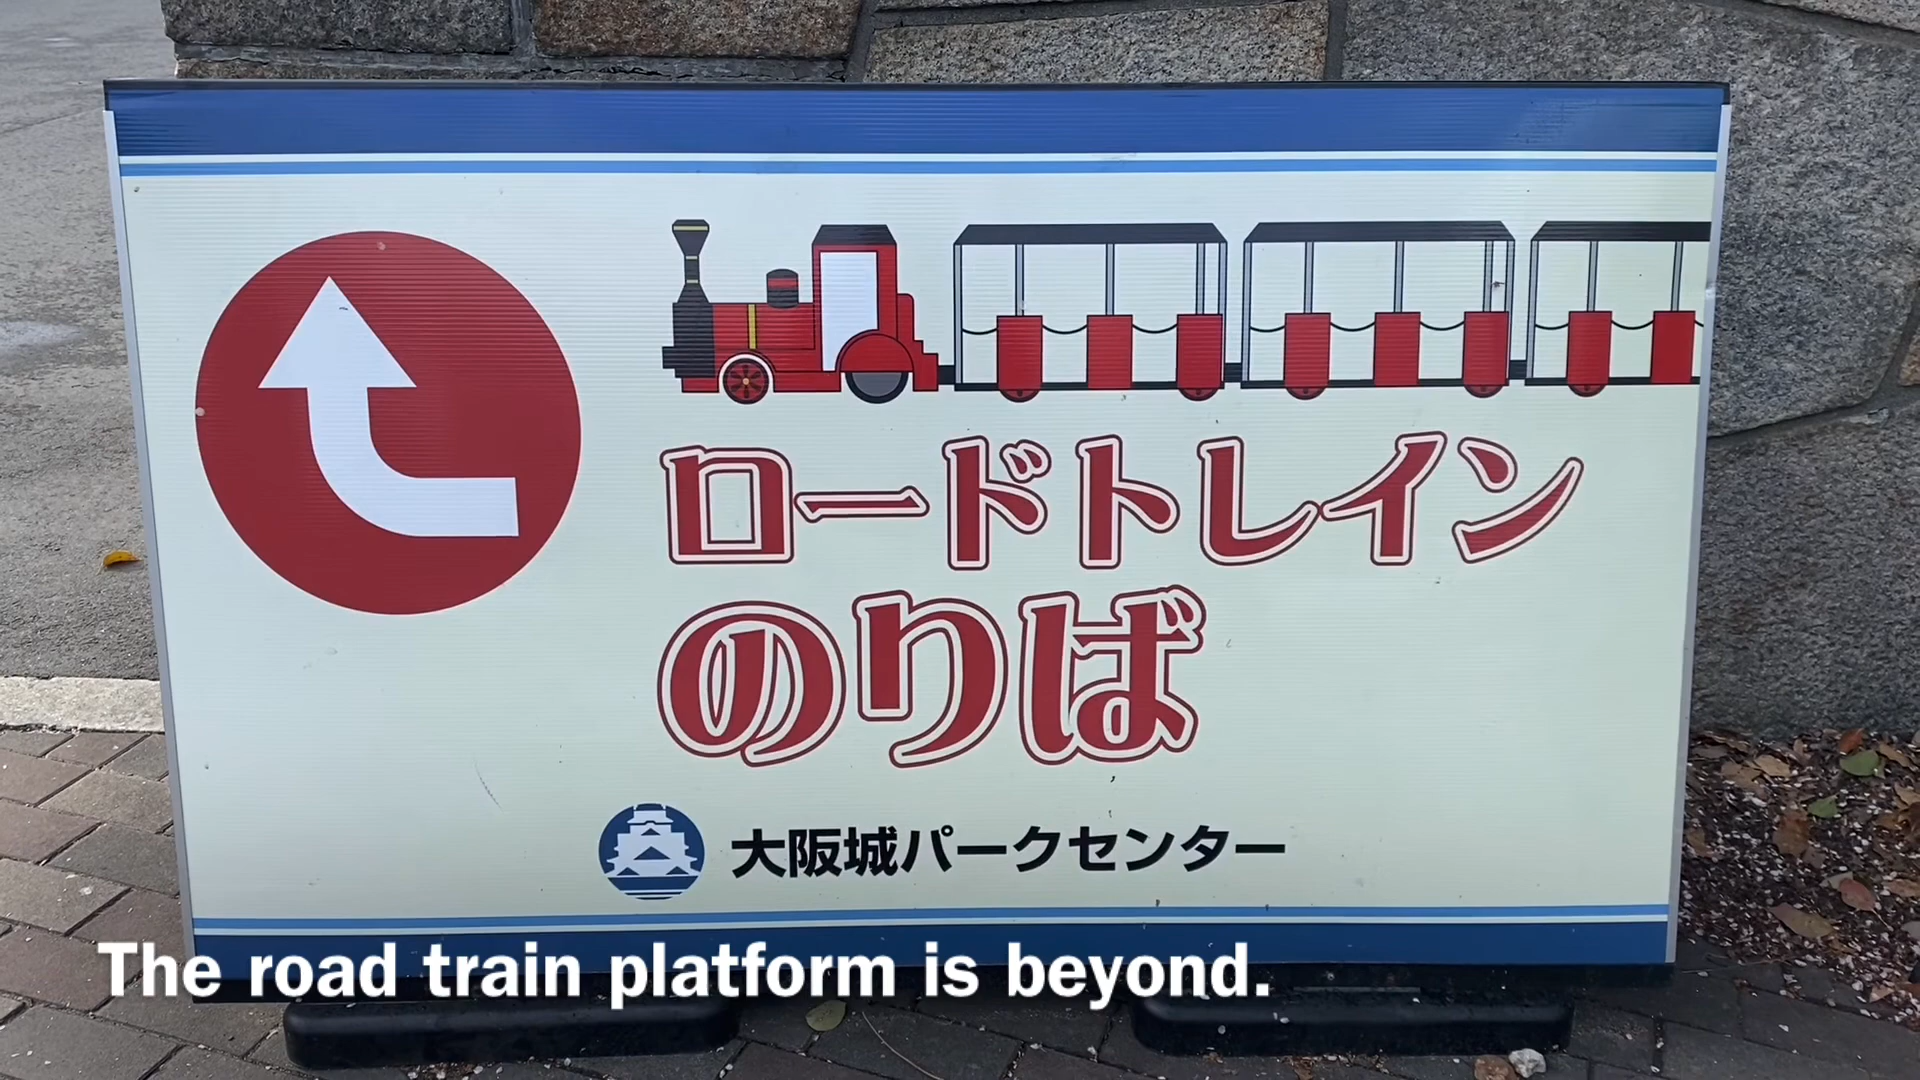 ロードトレイン
のりば
大阪城パークセンター
The road train platform is beyond.